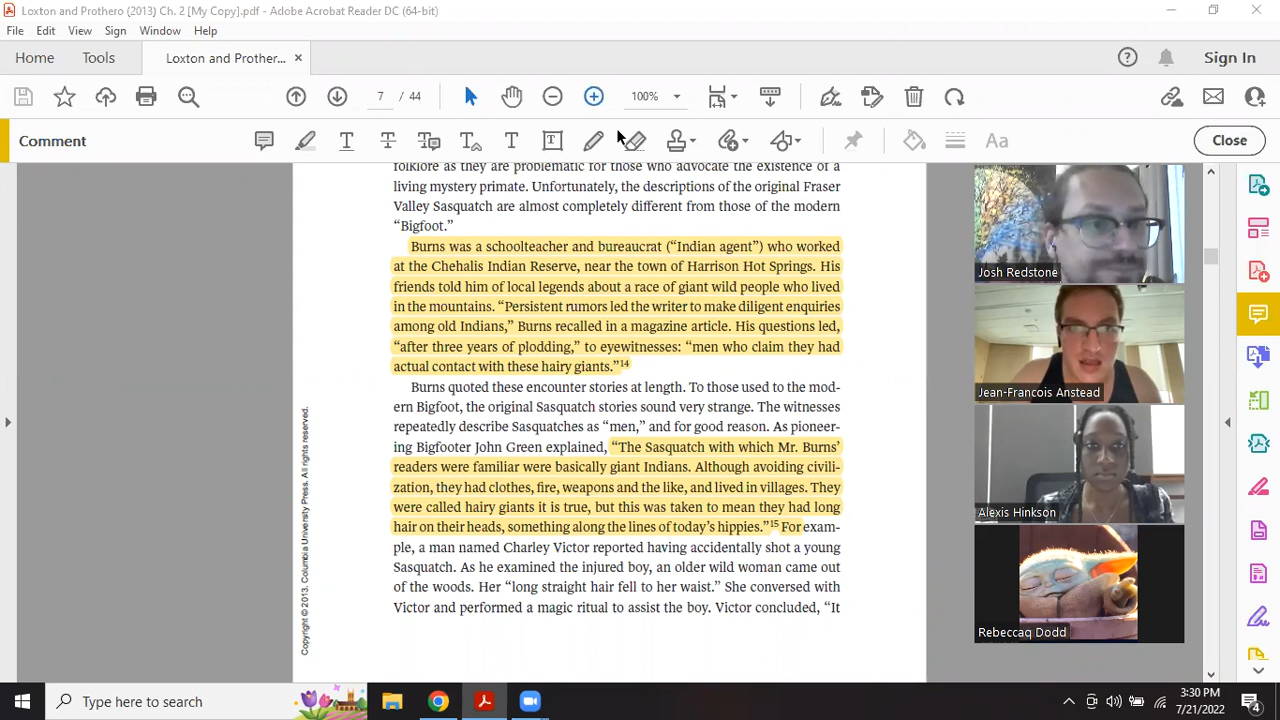 Loxton and Prothero (2013) Ch. 2 [My Copy].pdf - Adobe Acrobat Reader DC (64-bit)
File Edit View Sign Window Help
Home Tools Loxton and Prother... × Sign In
7 / 44 100%
Comment Close
folklore as they are problematic for those who advocate the existence of a
living mystery primate. Unfortunately, the descriptions of the original Fraser
Valley Sasquatch are almost completely different from those of the modern
“Bigfoot.”
Burns was a schoolteacher and bureaucrat (“Indian agent”) who worked
at the Chehalis Indian Reserve, near the town of Harrison Hot Springs. His
friends told him of local legends about a race of giant wild people who lived
in the mountains. “Persistent rumors led the writer to make diligent enquiries
among old Indians,” Burns recalled in a magazine article. His questions led,
“after three years of plodding,” to eyewitnesses: “men who claim they had
actual contact with these hairy giants.”14
Burns quoted these encounter stories at length. To those used to the mod-
ern Bigfoot, the original Sasquatch stories sound very strange. The witnesses
repeatedly describe Sasquatches as “men,” and for good reason. As pioneer-
ing Bigfooter John Green explained, “The Sasquatch with which Mr. Burns’
readers were familiar were basically giant Indians. Although avoiding civili-
zation, they had clothes, fire, weapons and the like, and lived in villages. They
were called hairy giants it is true, but this was taken to mean they had long
hair on their heads, something along the lines of today’s hippies.”15 For exam-
ple, a man named Charley Victor reported having accidentally shot a young
Sasquatch. As he examined the injured boy, an older wild woman came out
of the woods. Her “long straight hair fell to her waist.” She conversed with
Victor and performed a magic ritual to assist the boy. Victor concluded, “It
Copyright © 2013. Columbia University Press. All rights reserved.
Josh Redstone
Jean-Francois Anstead
Alexis Hinkson
Rebeccaq Dodd
Type here to search
3:30 PM
7/21/2022
4